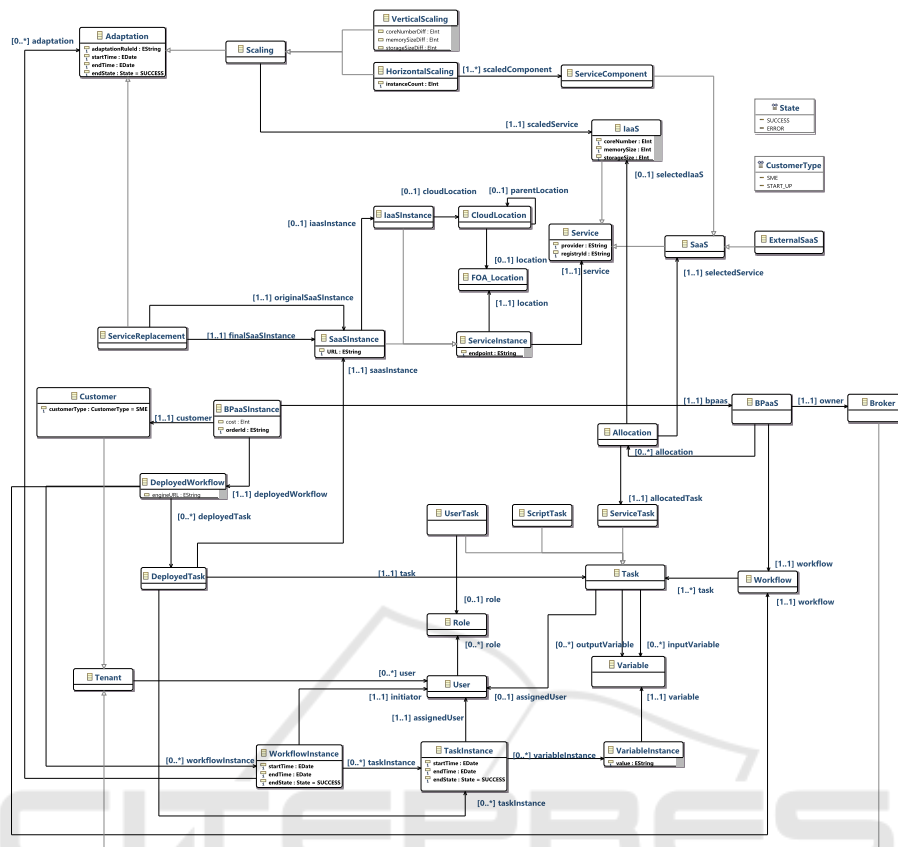 VerticalScaling
coreNumberDiff : EInt
memorySizeDiff : EInt
storageSizeDiff : EInt
[0..*] adaptation
Adaptation
adaptationRuleId : EString
startTime : EDate
endTime : EDate
endState : State = SUCCESS
Scaling
HorizontalScaling
instanceCount : EInt
[1..*] scaledComponent
ServiceComponent
State
SUCCESS
ERROR
[1..1] scaledService
IaaS
coreNumber : EInt
memorySize : EInt
storageSize : EInt
CustomerType
SME
START_UP
[0..1] selectedIaaS
[0..1] cloudLocation
[0..1] parentLocation
[0..1] iaasInstance
IaaSInstance
CloudLocation
Service
provider : EString
registryId : EString
SaaS
ExternalSaaS
[0..1] location
[1..1] service
[1..1] selectedService
FOA_Location
[1..1] originalSaaSInstance
[1..1] location
ServiceReplacement
[1..1] finalSaaSInstance
SaaSInstance
URL : EString
ServiceInstance
endpoint : EString
[1..1] saasInstance
Customer
customerType : CustomerType = SME
[1..1] customer
BPaaSInstance
cost : EInt
orderId : EString
[1..1] bpaas
BPaaS
[1..1] owner
Broker
Allocation
[0..*] allocation
DeployedWorkflow
engineURL : EString
[1..1] deployedWorkflow
[1..1] allocatedTask
[0..*] deployedTask
UserTask
ScriptTask
ServiceTask
[1..1] workflow
DeployedTask
[1..1] task
Task
Workflow
[1..*] task
[1..1] workflow
[0..1] role
Role
[0..*] role
[0..*] outputVariable
[0..*] inputVariable
Variable
Tenant
[0..*] user
User
[1..1] initiator
[0..1] assignedUser
[1..1] variable
[1..1] assignedUser
[0..*] workflowInstance
WorkflowInstance
startTime : EDate
endTime : EDate
endState : State = SUCCESS
[0..*] taskInstance
TaskInstance
startTime : EDate
endTime : EDate
endState : State = SUCCESS
[0..*] variableInstance
VariableInstance
value : EString
[0..*] taskInstance